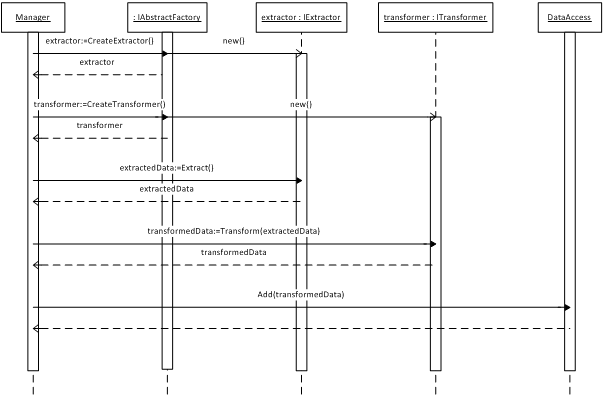 Manager
: IAbstractFactory
extractor : IExtractor
transformer : ITransformer
DataAccess
extractor:=CreateExtractor()
new()
extractor
transformer:=CreateTransformer()
new()
transformer
extractedData:=Extract()
extractedData
transformedData:=Transform(extractedData)
transformedData
Add(transformedData)